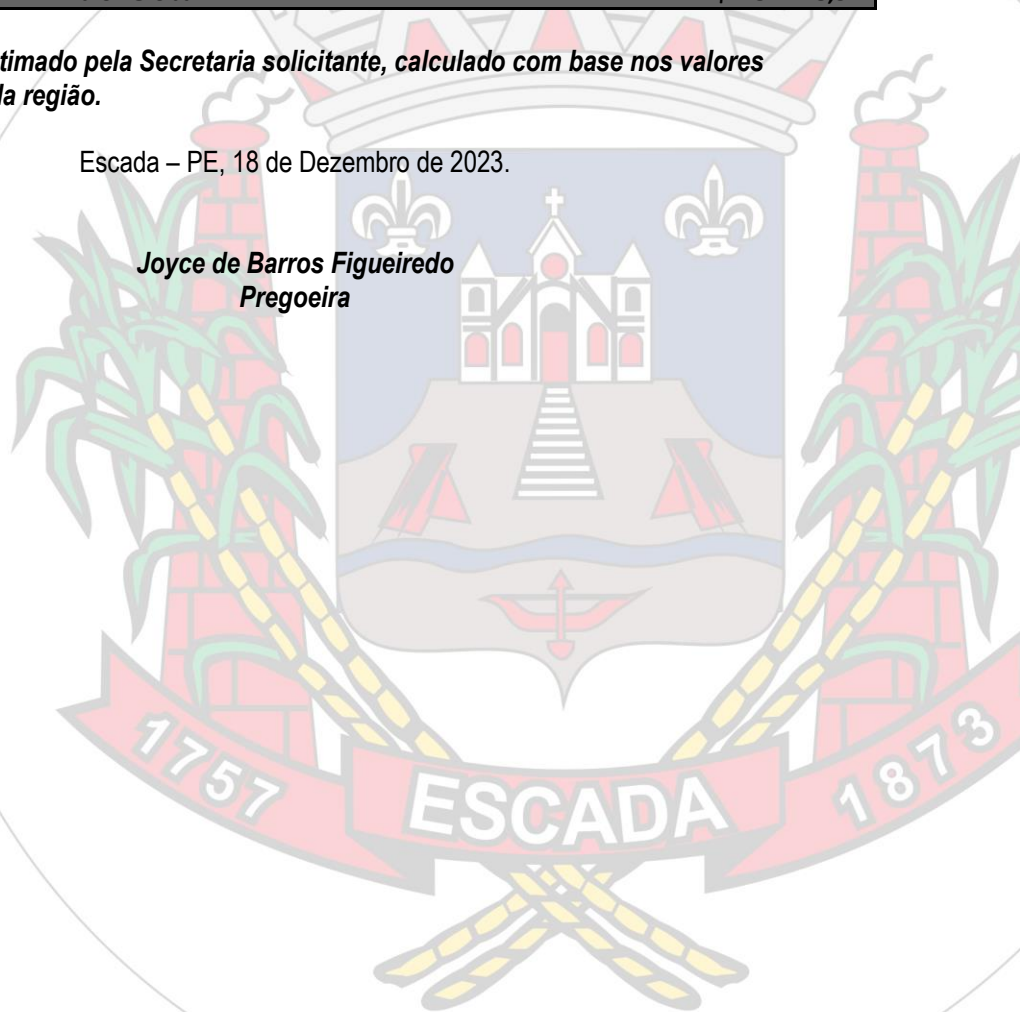 timado pela Secretaria solicitante, calculado com base nos valores
la região.
Escada – PE, 18 de Dezembro de 2023.
Joyce de Barros Figueiredo
Pregoeira
1757
ESCADA
1873